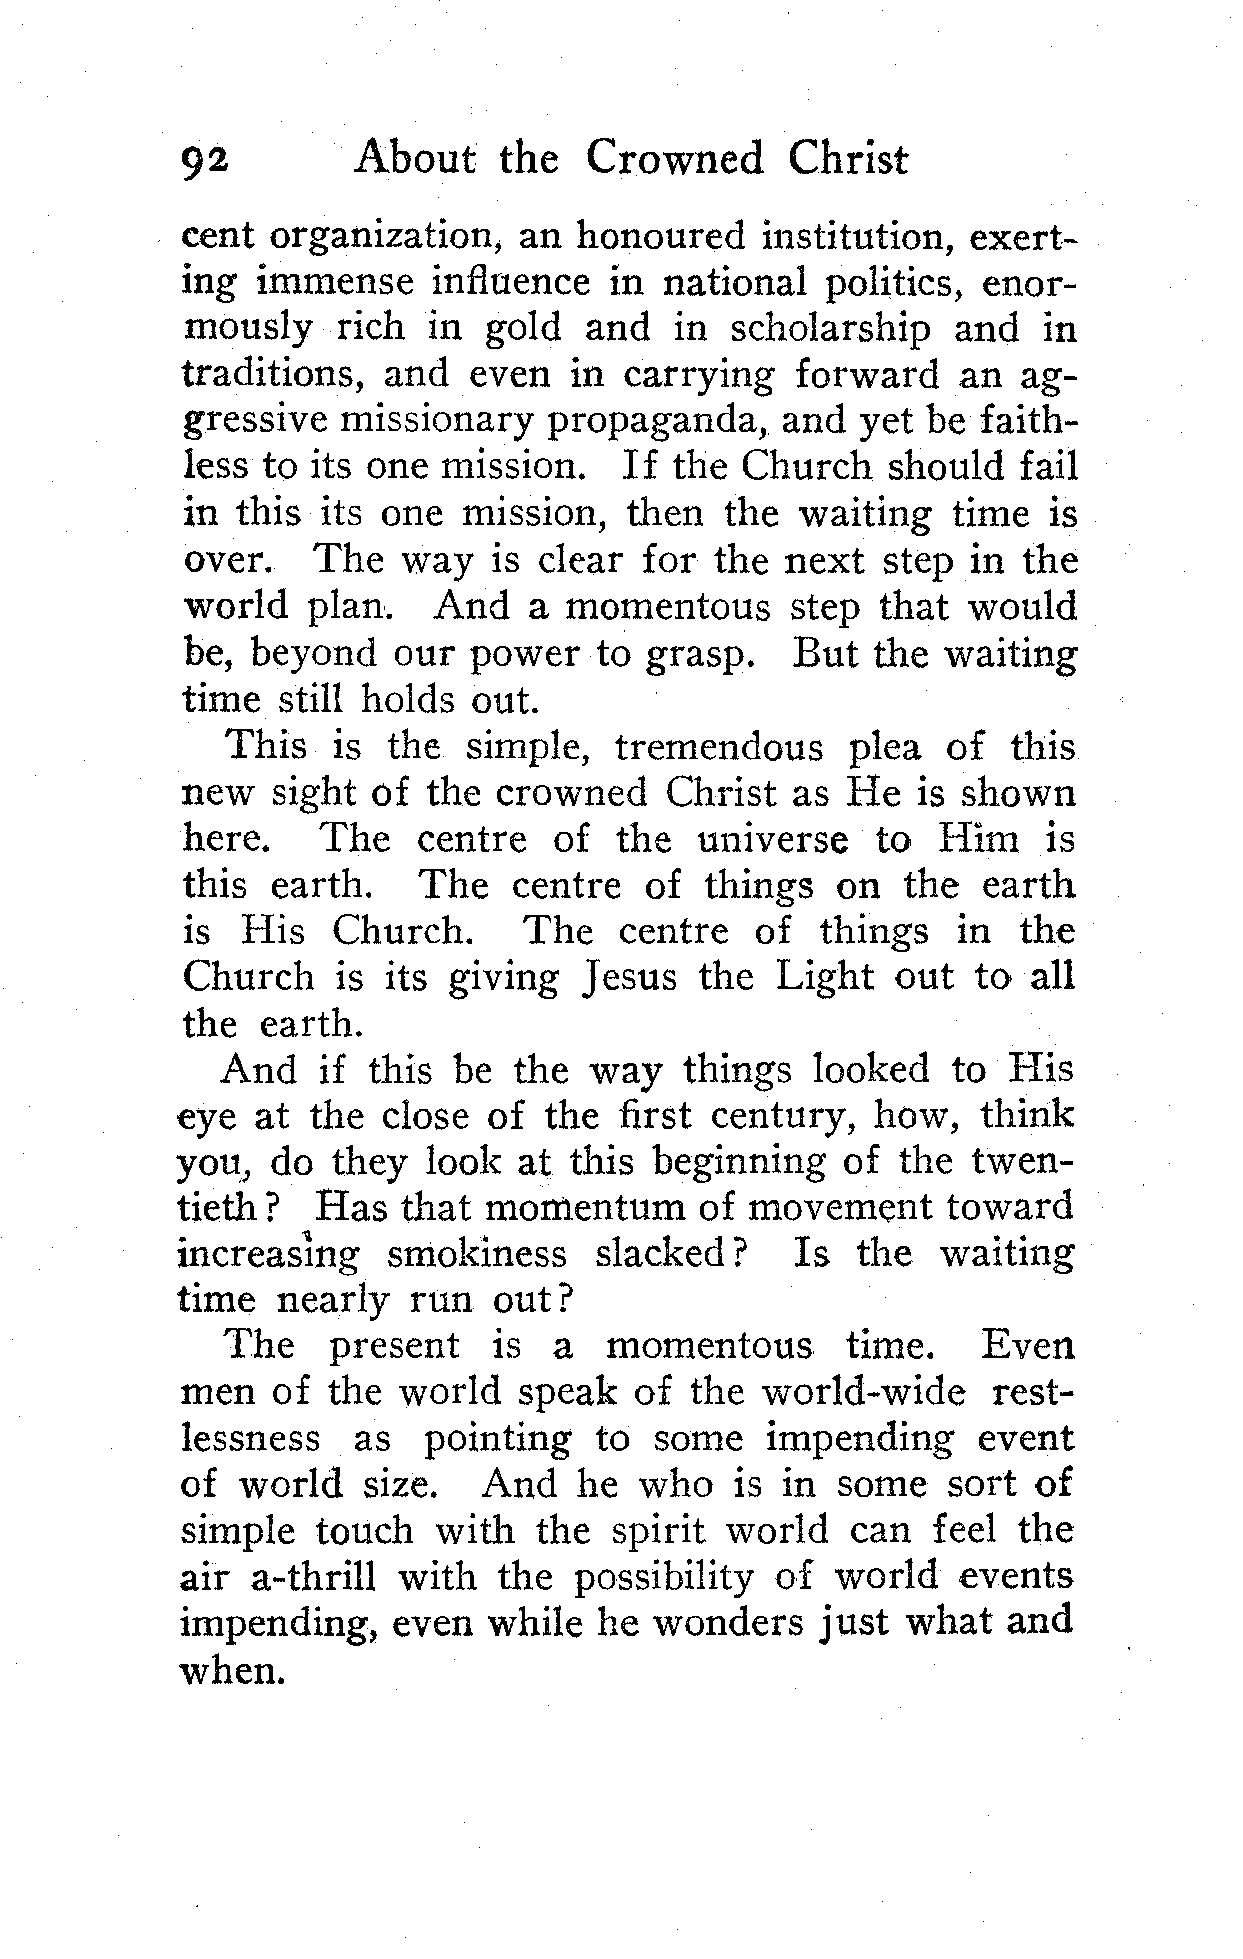 92 About the Crowned Christ
cent organization, an honoured institution, exert-
ing immense influence in national politics, enor-
mously rich in gold and in scholarship and in
traditions, and even in carrying forward an ag-
gressive missionary propaganda, and yet be faith-
less to its one mission. If the Church should fail
in this its one mission, then the waiting time is
over. The way is clear for the next step in the
world plan. And a momentous step that would
be, beyond our power to grasp. But the waiting
time still holds out.
This is the simple, tremendous plea of this
new sight of the crowned Christ as He is shown
here. The centre of the universe to Him is
this earth. The centre of things on the earth
is His Church. The centre of things in the
Church is its giving Jesus the Light out to all
the earth.
And if this be the way things looked to His
eye at the close of the first century, how, think
you, do they look at this beginning of the twen-
tieth? Has that momentum of movement toward
increasing smokiness slacked? Is the waiting
time nearly run out?
The present is a momentous time. Even
men of the world speak of the world-wide rest-
lessness as pointing to some impending event
of world size. And he who is in some sort of
simple touch with the spirit world can feel the
air a-thrill with the possibility of world events
impending, even while he wonders just what and
when.